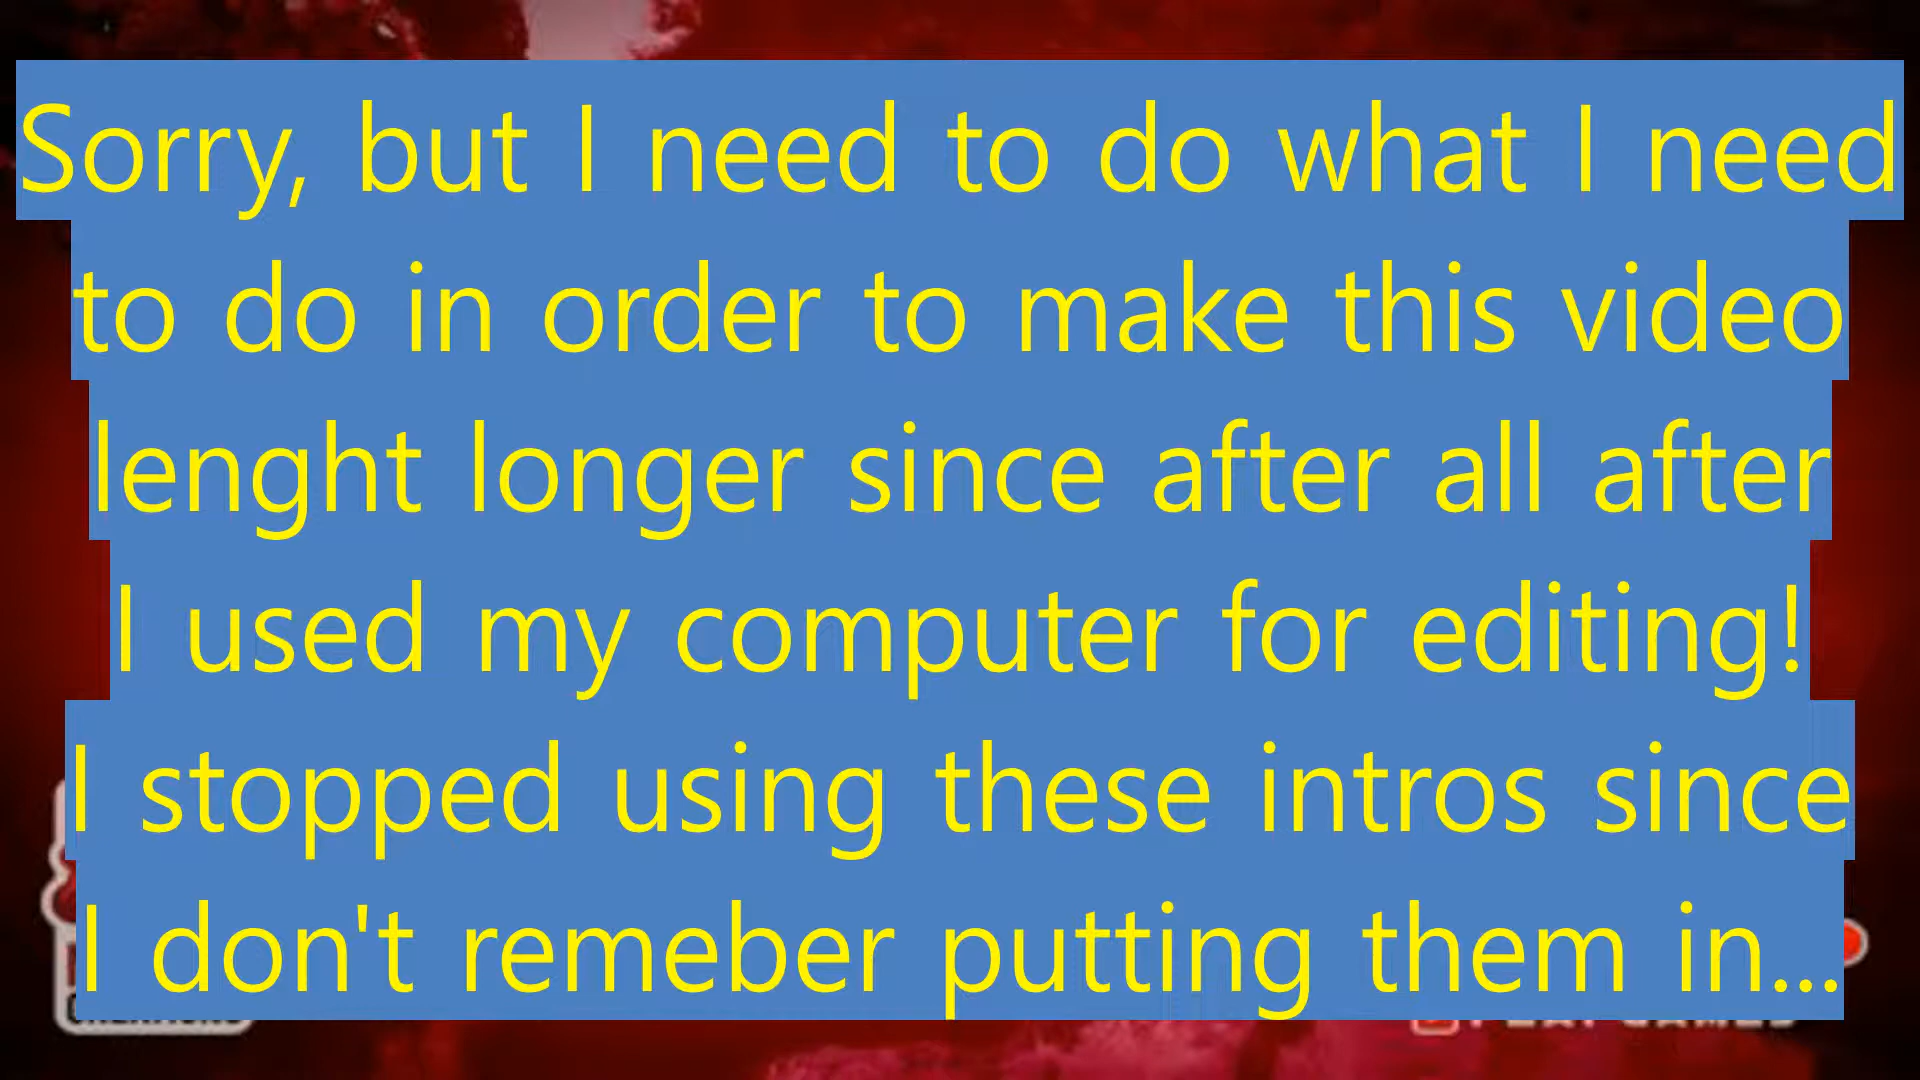 Sorry, but I need to do what I need
to do in order to make this video
lenght longer since after all after
I used my computer for editing!
I stopped using these intros since
I don't remeber putting them in...